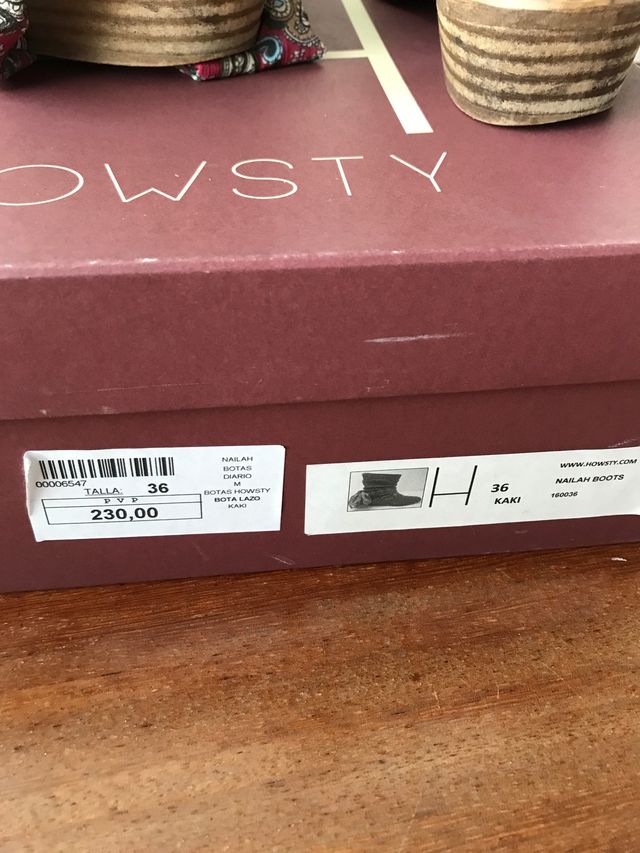 OWSTY
00006547
TALLA: 36
P V P
230,00
NAILAH
BOTAS
DIARIO
M
BOTAS HOWSTY
BOTA LAZO
KAKI
H
36
KAKI
WWW.HOWSTY.COM
NAILAH BOOTS
160036